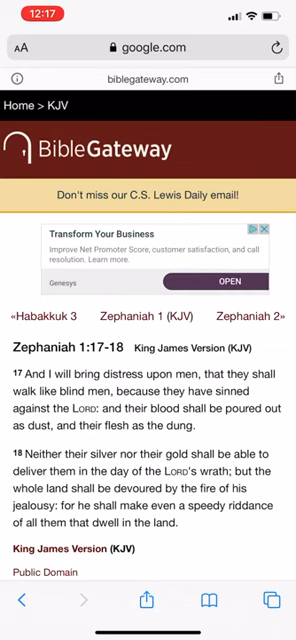 12:17
AA
google.com
biblegateway.com
Home > KJV
BibleGateway
Don't miss our C.S. Lewis Daily email!
Transform Your Business
Improve Net Promoter Score, customer satisfaction, and call
resolution. Learn more.
Genesys
OPEN
«Habakkuk 3 Zephaniah 1 (KJV) Zephaniah 2»
Zephaniah 1:17-18 King James Version (KJV)
17 And I will bring distress upon men, that they shall
walk like blind men, because they have sinned
against the LORD: and their blood shall be poured out
as dust, and their flesh as the dung.
18 Neither their silver nor their gold shall be able to
deliver them in the day of the LORD's wrath; but the
whole land shall be devoured by the fire of his
jealousy: for he shall make even a speedy riddance
of all them that dwell in the land.
King James Version (KJV)
Public Domain